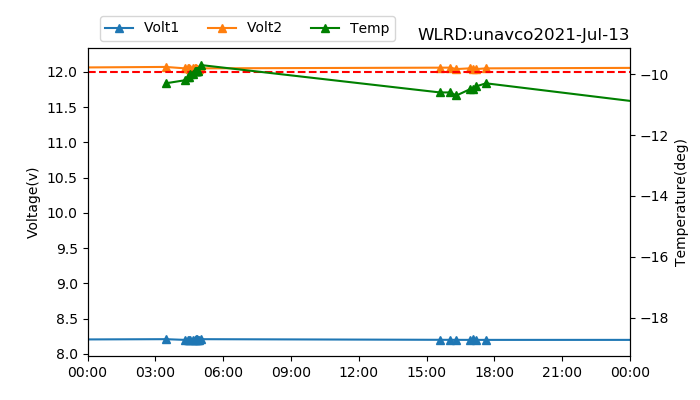 Volt1 Volt2 Temp
WLRD:unavco2021-Jul-13
Voltage(v)
12.0
11.5
11.0
10.5
10.0
9.5
9.0
8.5
8.0
−10
−12
−14
−16
−18
Temperature(deg)
00:00 03:00 06:00 09:00 12:00 15:00 18:00 21:00 00:00